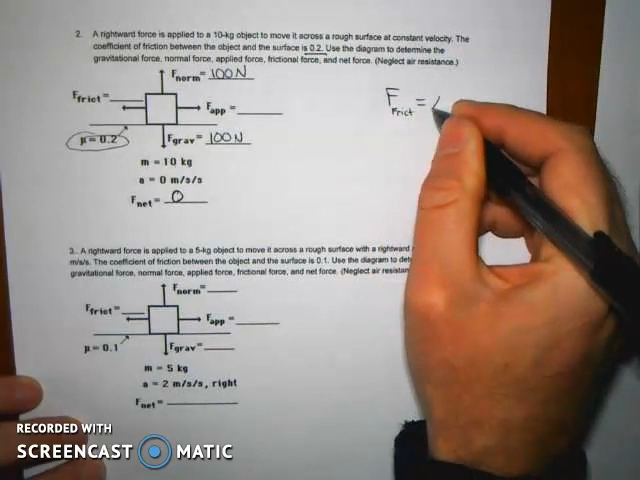 2. A rightward force is applied to a 10-kg object to move it across a rough surface at constant velocity. The
coefficient of friction between the object and the surface is 0.2. Use the diagram to determine the
gravitational force, normal force, applied force, frictional force, and net force. (Neglect air resistance.)
Fnorm= 100N
Ffrict=
Fapp =
μ = 0.2
Fgrav= 100N
m = 10 kg
a = 0 m/s/s
Fnet= 0
FFrict =
3. A rightward force is applied to a 5-kg object to move it across a rough surface with a rightward
m/s/s. The coefficient of friction between the object and the surface is 0.1. Use the diagram to
gravitational force, normal force, applied force, frictional force, and net force. (Neglect air
Fnorm=
Ffrict=
Fapp =
μ = 0.1
Fgrav=
m = 5 kg
a = 2 m/s/s, right
Fnet=
RECORDED WITH
SCREENCAST MATIC